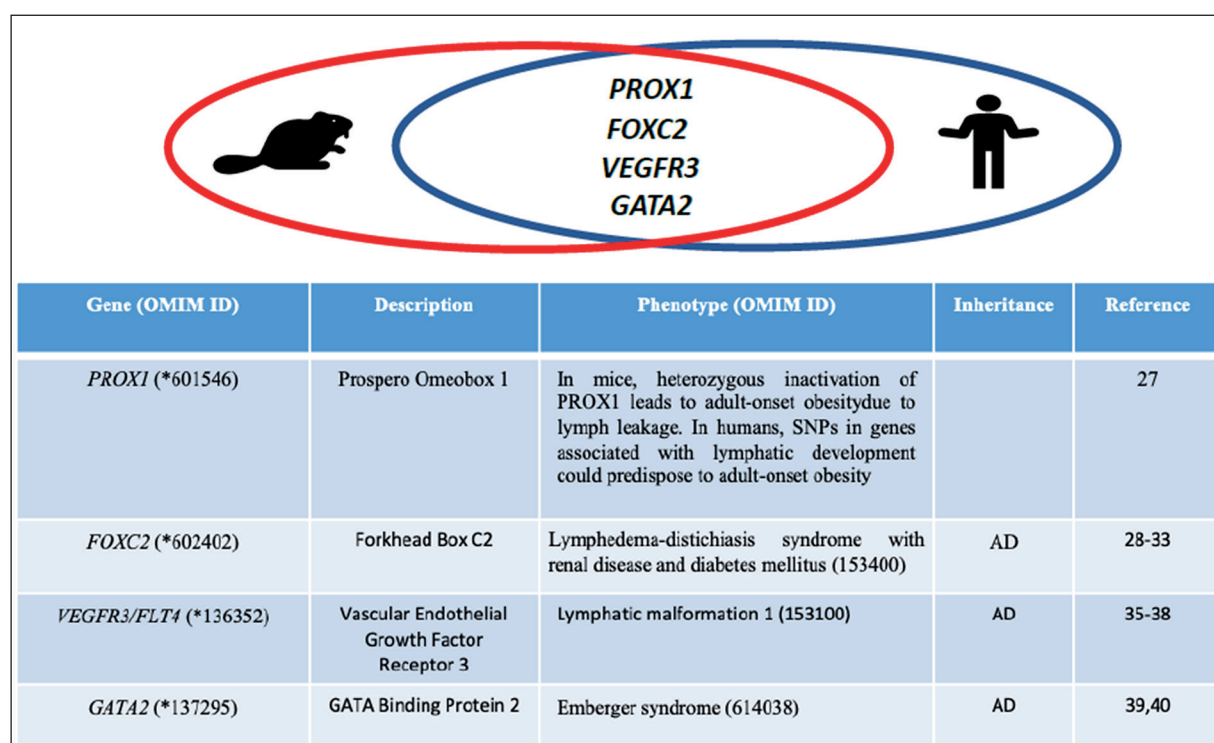 PROX1
FOXC2
VEGFR3
GATA2
Gene (OMIM ID) Description Phenotype (OMIM ID) Inheritance Reference
PROX1 (*601546) Prospero Omeobox 1 In mice, heterozygous inactivation of 27
PROX1 leads to adult-onset obesitydue to
lymph leakage. In humans, SNPs in genes
associated with lymphatic development
could predispose to adult-onset obesity
FOXC2 (*602402) Forkhead Box C2 Lymphedema-distichiasis syndrome with AD 28-33
renal disease and diabetes mellitus (153400)
VEGFR3/FLT4 (*136352) Vascular Endothelial Lymphatic malformation 1 (153100) AD 35-38
Growth Factor
Receptor 3
GATA2 (*137295) GATA Binding Protein 2 Emberger syndrome (614038) AD 39,40